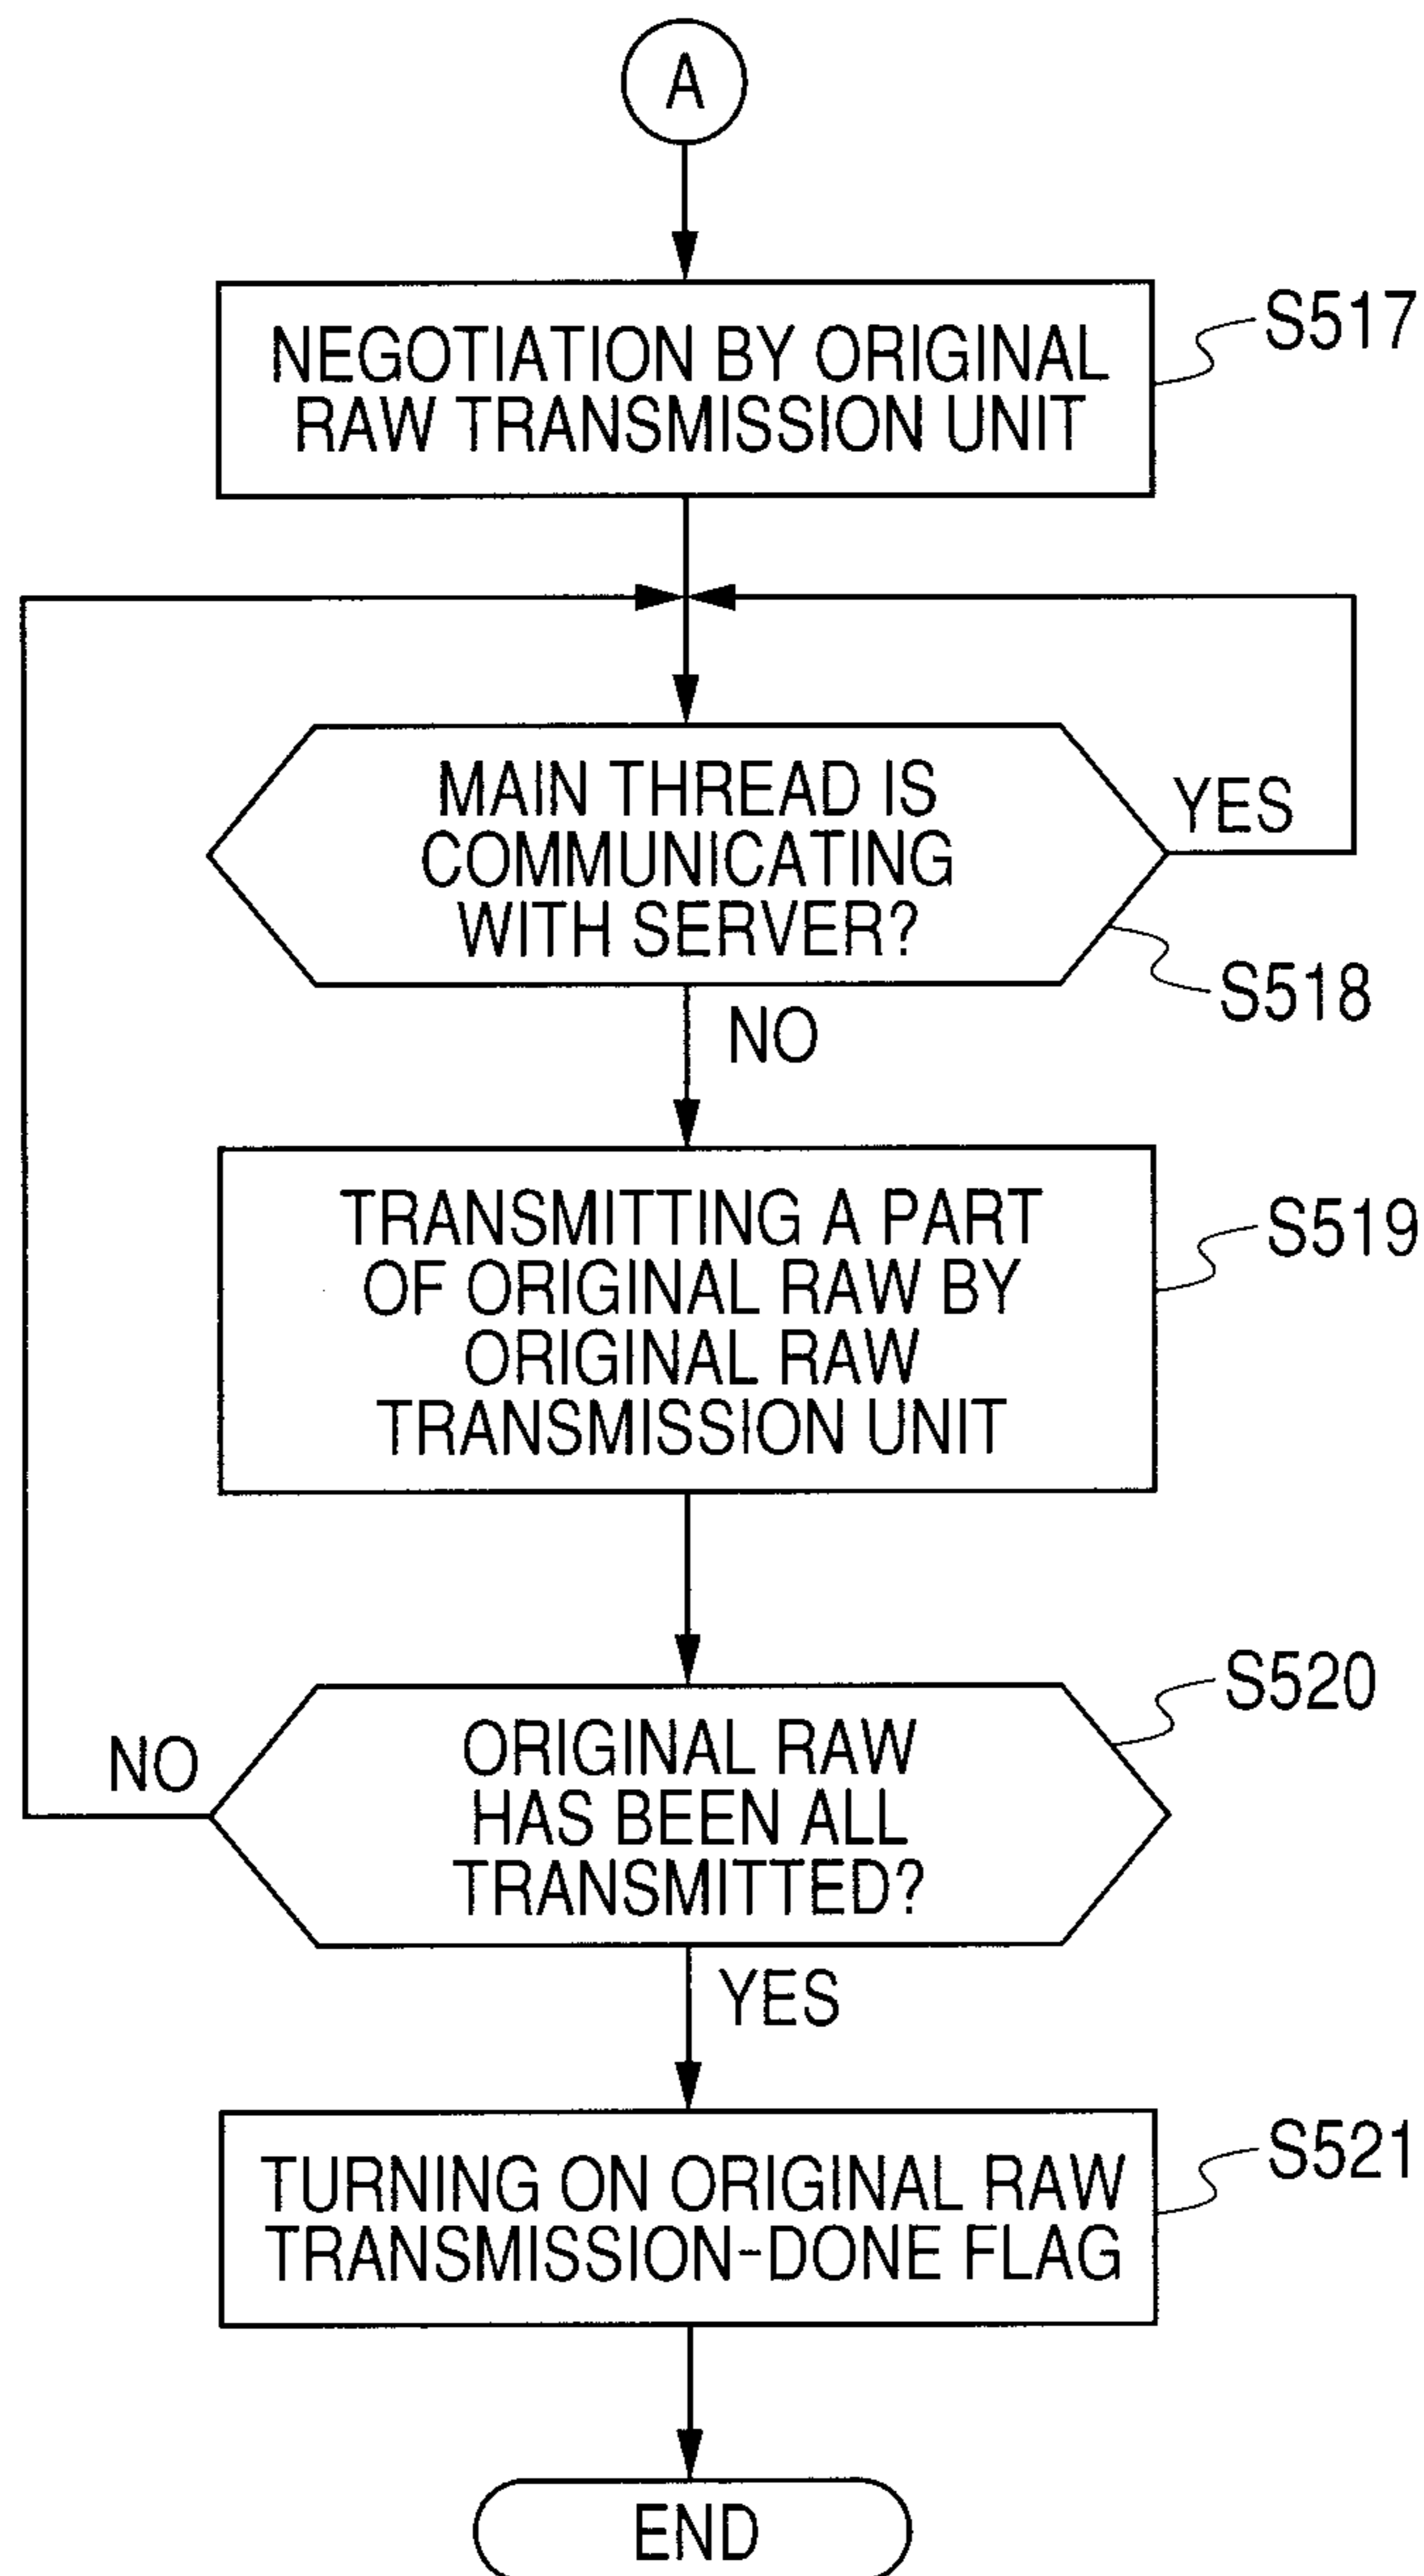 A
NEGOTIATION BY ORIGINAL
RAW TRANSMISSION UNIT
S517
MAIN THREAD IS
COMMUNICATING
WITH SERVER?
YES
S518
NO
TRANSMITTING A PART
OF ORIGINAL RAW BY
ORIGINAL RAW
TRANSMISSION UNIT
S519
S520
ORIGINAL RAW
HAS BEEN ALL
TRANSMITTED?
NO
YES
TURNING ON ORIGINAL RAW
TRANSMISSION-DONE FLAG
S521
END